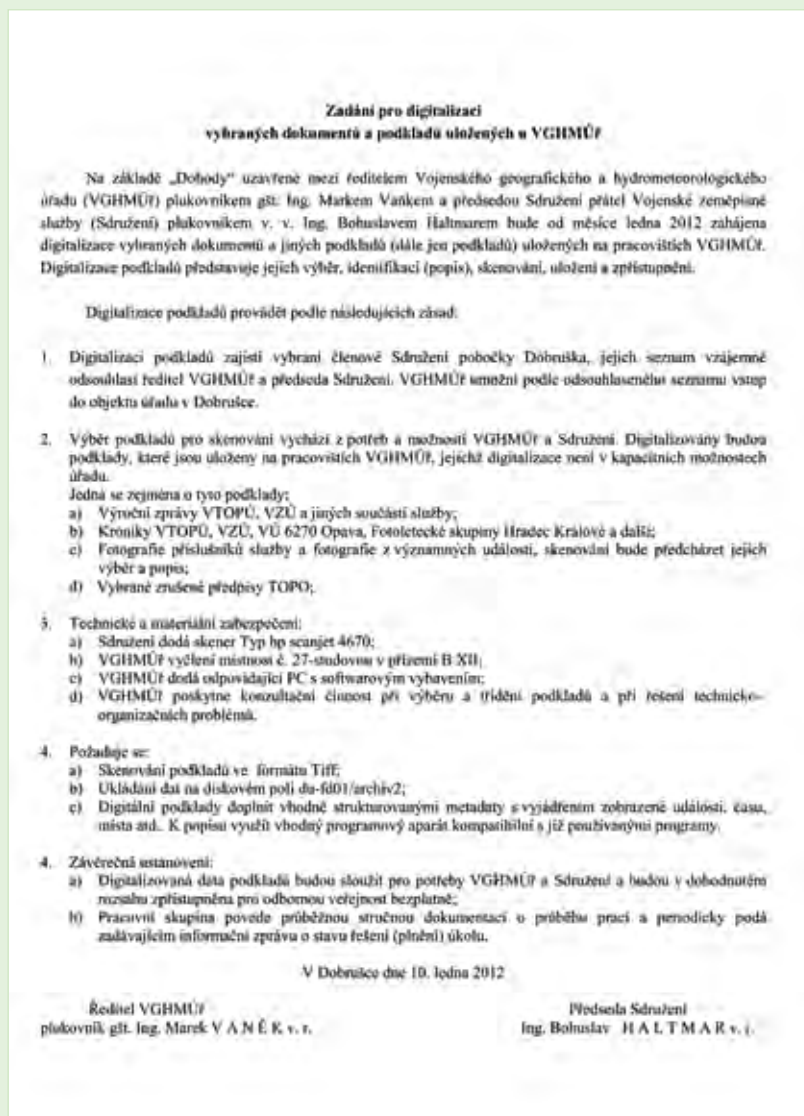 Zadání pro digitalizaci
vybraných dokumentů a podkladů uložených u VGHMÚř
Na základě „Dohody“ uzavřené mezi ředitelem Vojenského geografického a hydrometeorologického
úřadu (VGHMÚř) plukovníkem gšt. Ing. Markem Vaňkem a předsedou Sdružení přátel Vojenské zeměpisné
služby (Sdružení) plukovníkem v. v. Ing. Bohuslavem Haltmarem bude od měsíce ledna 2012 zahájena
digitalizace vybraných dokumentů a jiných podkladů (dále jen podkladů) uložených na pracovištích VGHMÚř.
Digitalizace podkladů představuje jejich výběr, identifikaci (popis), skenování, uložení a zpřístupnění.
Digitalizace podkladů provádět podle následujících zásad:
1. Digitalizaci podkladů zajistí vybraní členové Sdružení pobočky Dobruška, jejich seznam vzájemně
odsouhlasí ředitel VGHMÚř a předseda Sdružení. VGHMÚř umožní podle odsouhlaseného seznamu vstup
do objektu úřadu v Dobrušce.
2. Výběr podkladů pro skenování vychází z potřeb a možností VGHMÚř a Sdružení. Digitalizovány budou
podklady, které jsou uloženy na pracovištích VGHMÚř, jejichž digitalizace není v kapacitních možnostech
úřadu.
Jedná se zejména o tyto podklady:
a) Výroční zprávy VTOPÚ, VZÚ a jiných součástí služby;
b) Kroniky VTOPÚ, VZÚ, VÚ 6270 Opava, Fotoletecké skupiny Hradec Králové a další;
c) Fotografie příslušníků služby a fotografie z významných událostí, skenování bude předcházet jejich
výběr a popis;
d) Vybrané zrušené předpisy TOPO;
3. Technické a materiální zabezpečení:
a) Sdružení dodá skener Typ hp scanjet 4670;
b) VGHMÚř vyčlení místnost č. 27-studovnu v přízemí B XII;
c) VGHMÚř dodá odpovídající PC s softwarovým vybavením;
d) VGHMÚř poskytne konzultační činnost při výběru a třídění podkladů a při řešení technicko-
organizačních problémů.
4. Požaduje se:
a) Skenování podkladů ve formátu Tiff;
b) Ukládání dat na diskovém poli du-fd01/archiv2;
c) Digitální podklady doplnit vhodně strukturovanými metadaty s vyjádřením zobrazené události, času,
místa atd.. K popisu využít vhodný programový aparát kompatibilní s již používanými programy.
4. Závěrečná ustanovení:
a) Digitalizovaná data podkladů budou sloužit pro potřeby VGHMÚř a Sdružení a budou v dohodnutém
rozsahu zpřístupněna pro odbornou veřejnost bezplatně;
b) Pracovní skupina povede průběžnou stručnou dokumentaci o průběhu prací a periodicky podá
zadávajícím informační zprávu o stavu řešení (plnění) úkolu.
V Dobrušce dne 10. ledna 2012
Ředitel VGHMÚř
plukovník gšt. Ing. Marek V A N Ě K v. r.
Předseda Sdružení
Ing. Bohuslav H A L T M A R v.